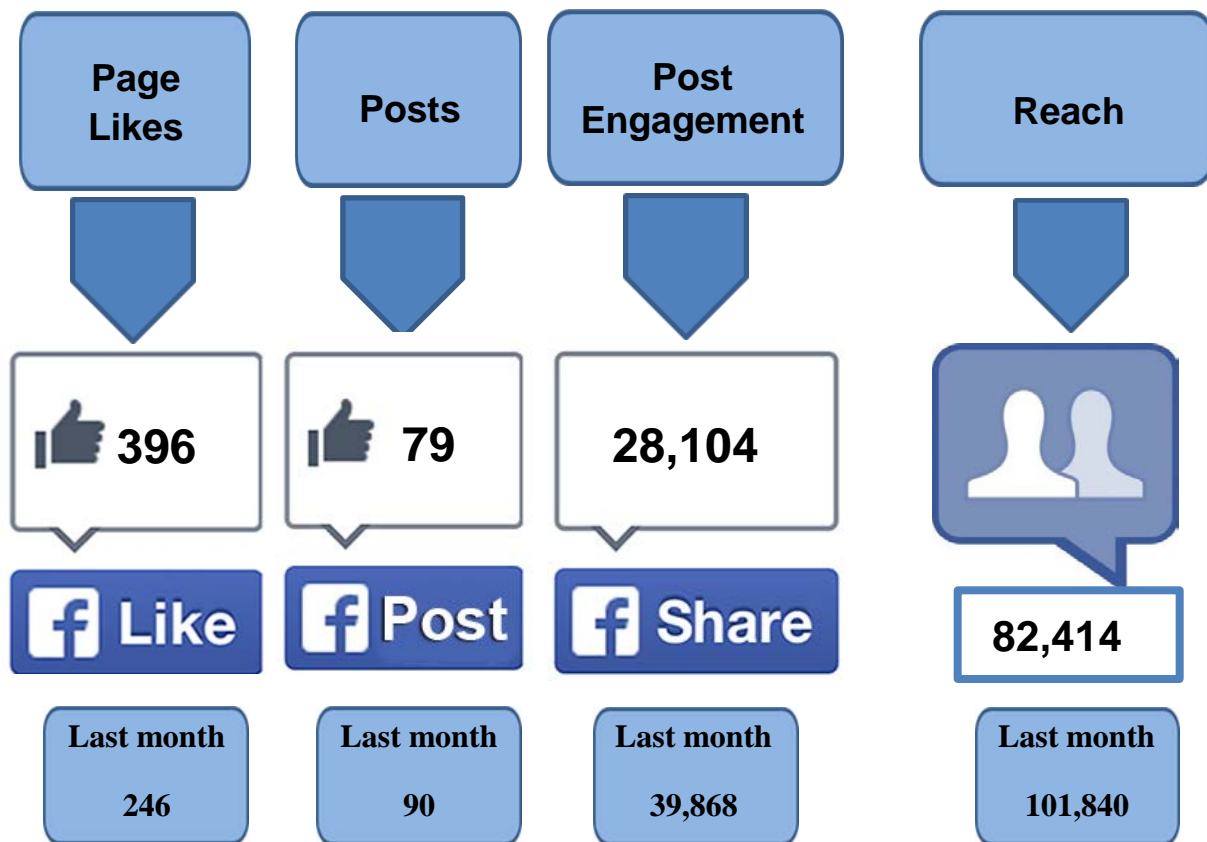 Page
Likes
Posts
Post
Engagement
Reach
396
79
28,104
f Like
f Post
f Share
82,414
Last month
246
Last month
90
Last month
39,868
Last month
101,840